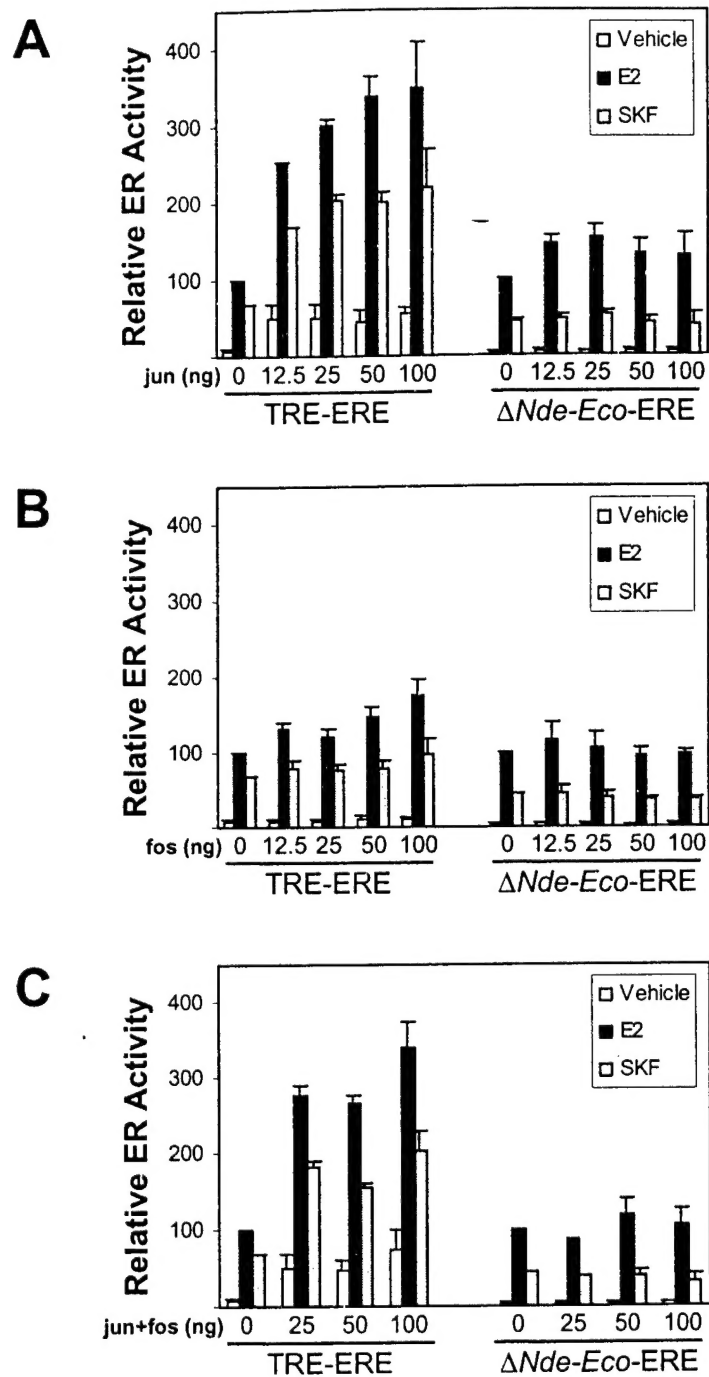 A
Relative ER Activity
400
300
200
100
Vehicle
E2
SKF
jun (ng)
0 12.5 25 50 100 0 12.5 25 50 100
TRE-ERE ΔNde-Eco-ERE
B
Relative ER Activity
400
300
200
100
Vehicle
E2
SKF
fos (ng)
0 12.5 25 50 100 0 12.5 25 50 100
TRE-ERE ΔNde-Eco-ERE
C
Relative ER Activity
400
300
200
100
Vehicle
E2
SKF
jun+fos (ng)
0 25 50 100 0 25 50 100
TRE-ERE ΔNde-Eco-ERE